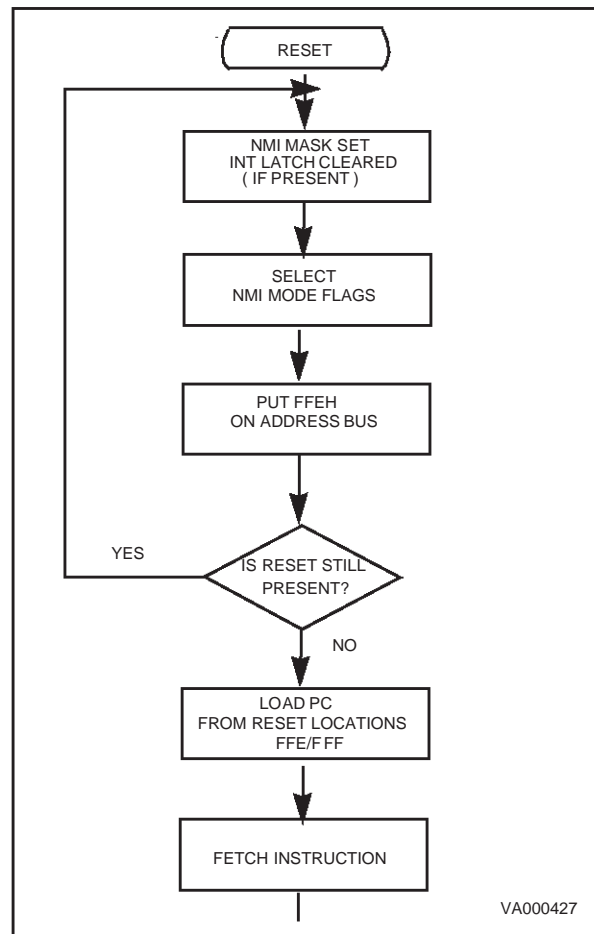 RESET
NMI MASK SET
INT LATCH CLEARED
( IF PRESENT )
SELECT
NMI MODE FLAGS
PUT FFEH
ON ADDRESS BUS
YES
IS RESET STILL
PRESENT?
NO
LOAD PC
FROM RESET LOCATIONS
FFE/FFF
FETCH INSTRUCTION
VA000427